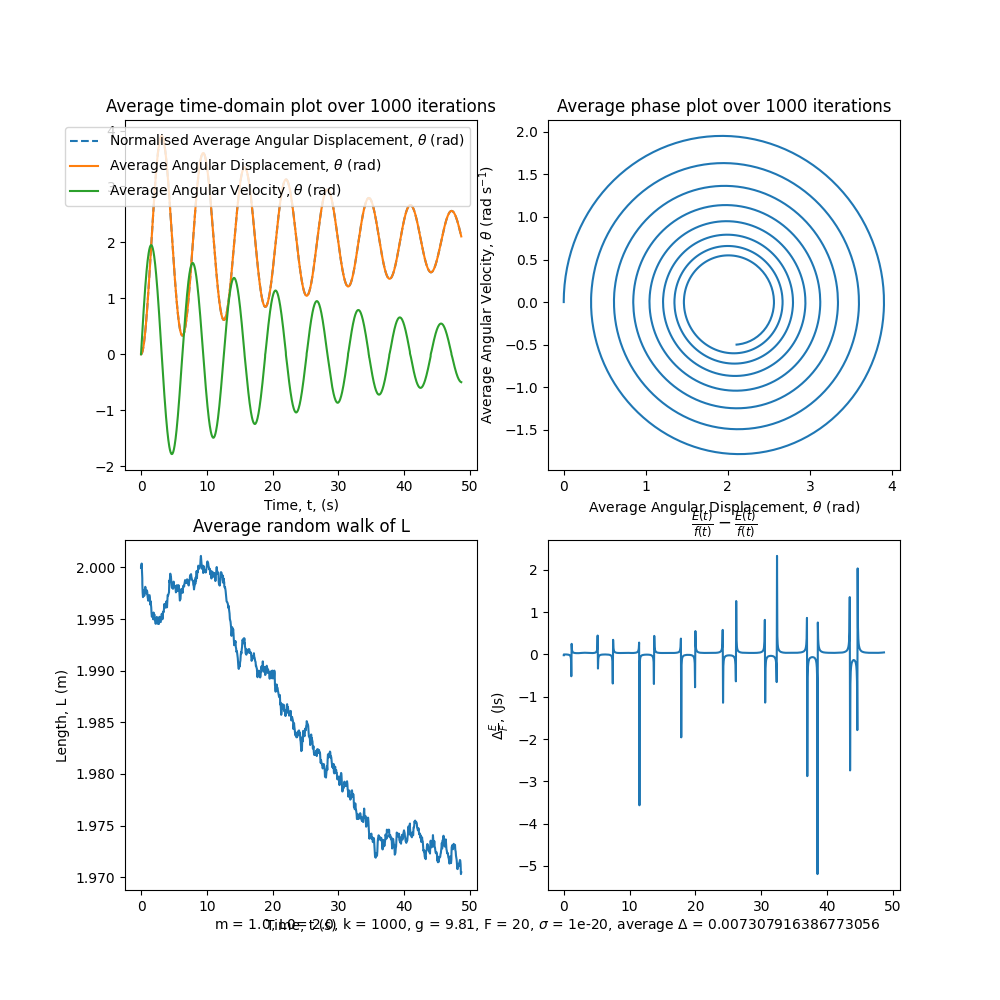 Average time-domain plot over 1000 iterations
Normalised Average Angular Displacement, θ (rad)
Average Angular Displacement, θ (rad)
Average Angular Velocity, θ (rad)
4
3
2
1
0
−1
−2
0 10 20 30 40 50
Time, t, (s)
Average phase plot over 1000 iterations
Average Angular Velocity, θ (rad s⁻¹)
2.0
1.5
1.0
0.5
0.0
−0.5
−1.0
−1.5
0 1 2 3 4
Average Angular Displacement, θ (rad)
Average random walk of L
Length, L (m)
2.000
1.995
1.990
1.985
1.980
1.975
1.970
0 10 20 30 40 50
Time, t (s)
E(t)/f(t) − E(t)/f(t)
Δ E/F, (Js)
2
1
0
−1
−2
−3
−4
−5
0 10 20 30 40 50
m = 1.0, L0 = 2.0, k = 1000, g = 9.81, F = 20, σ = 1e-20, average Δ = 0.007307916386773056